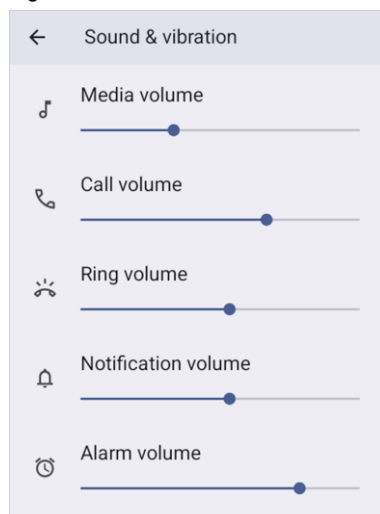 Sound & vibration
Media volume
Call volume
Ring volume
Notification volume
Alarm volume